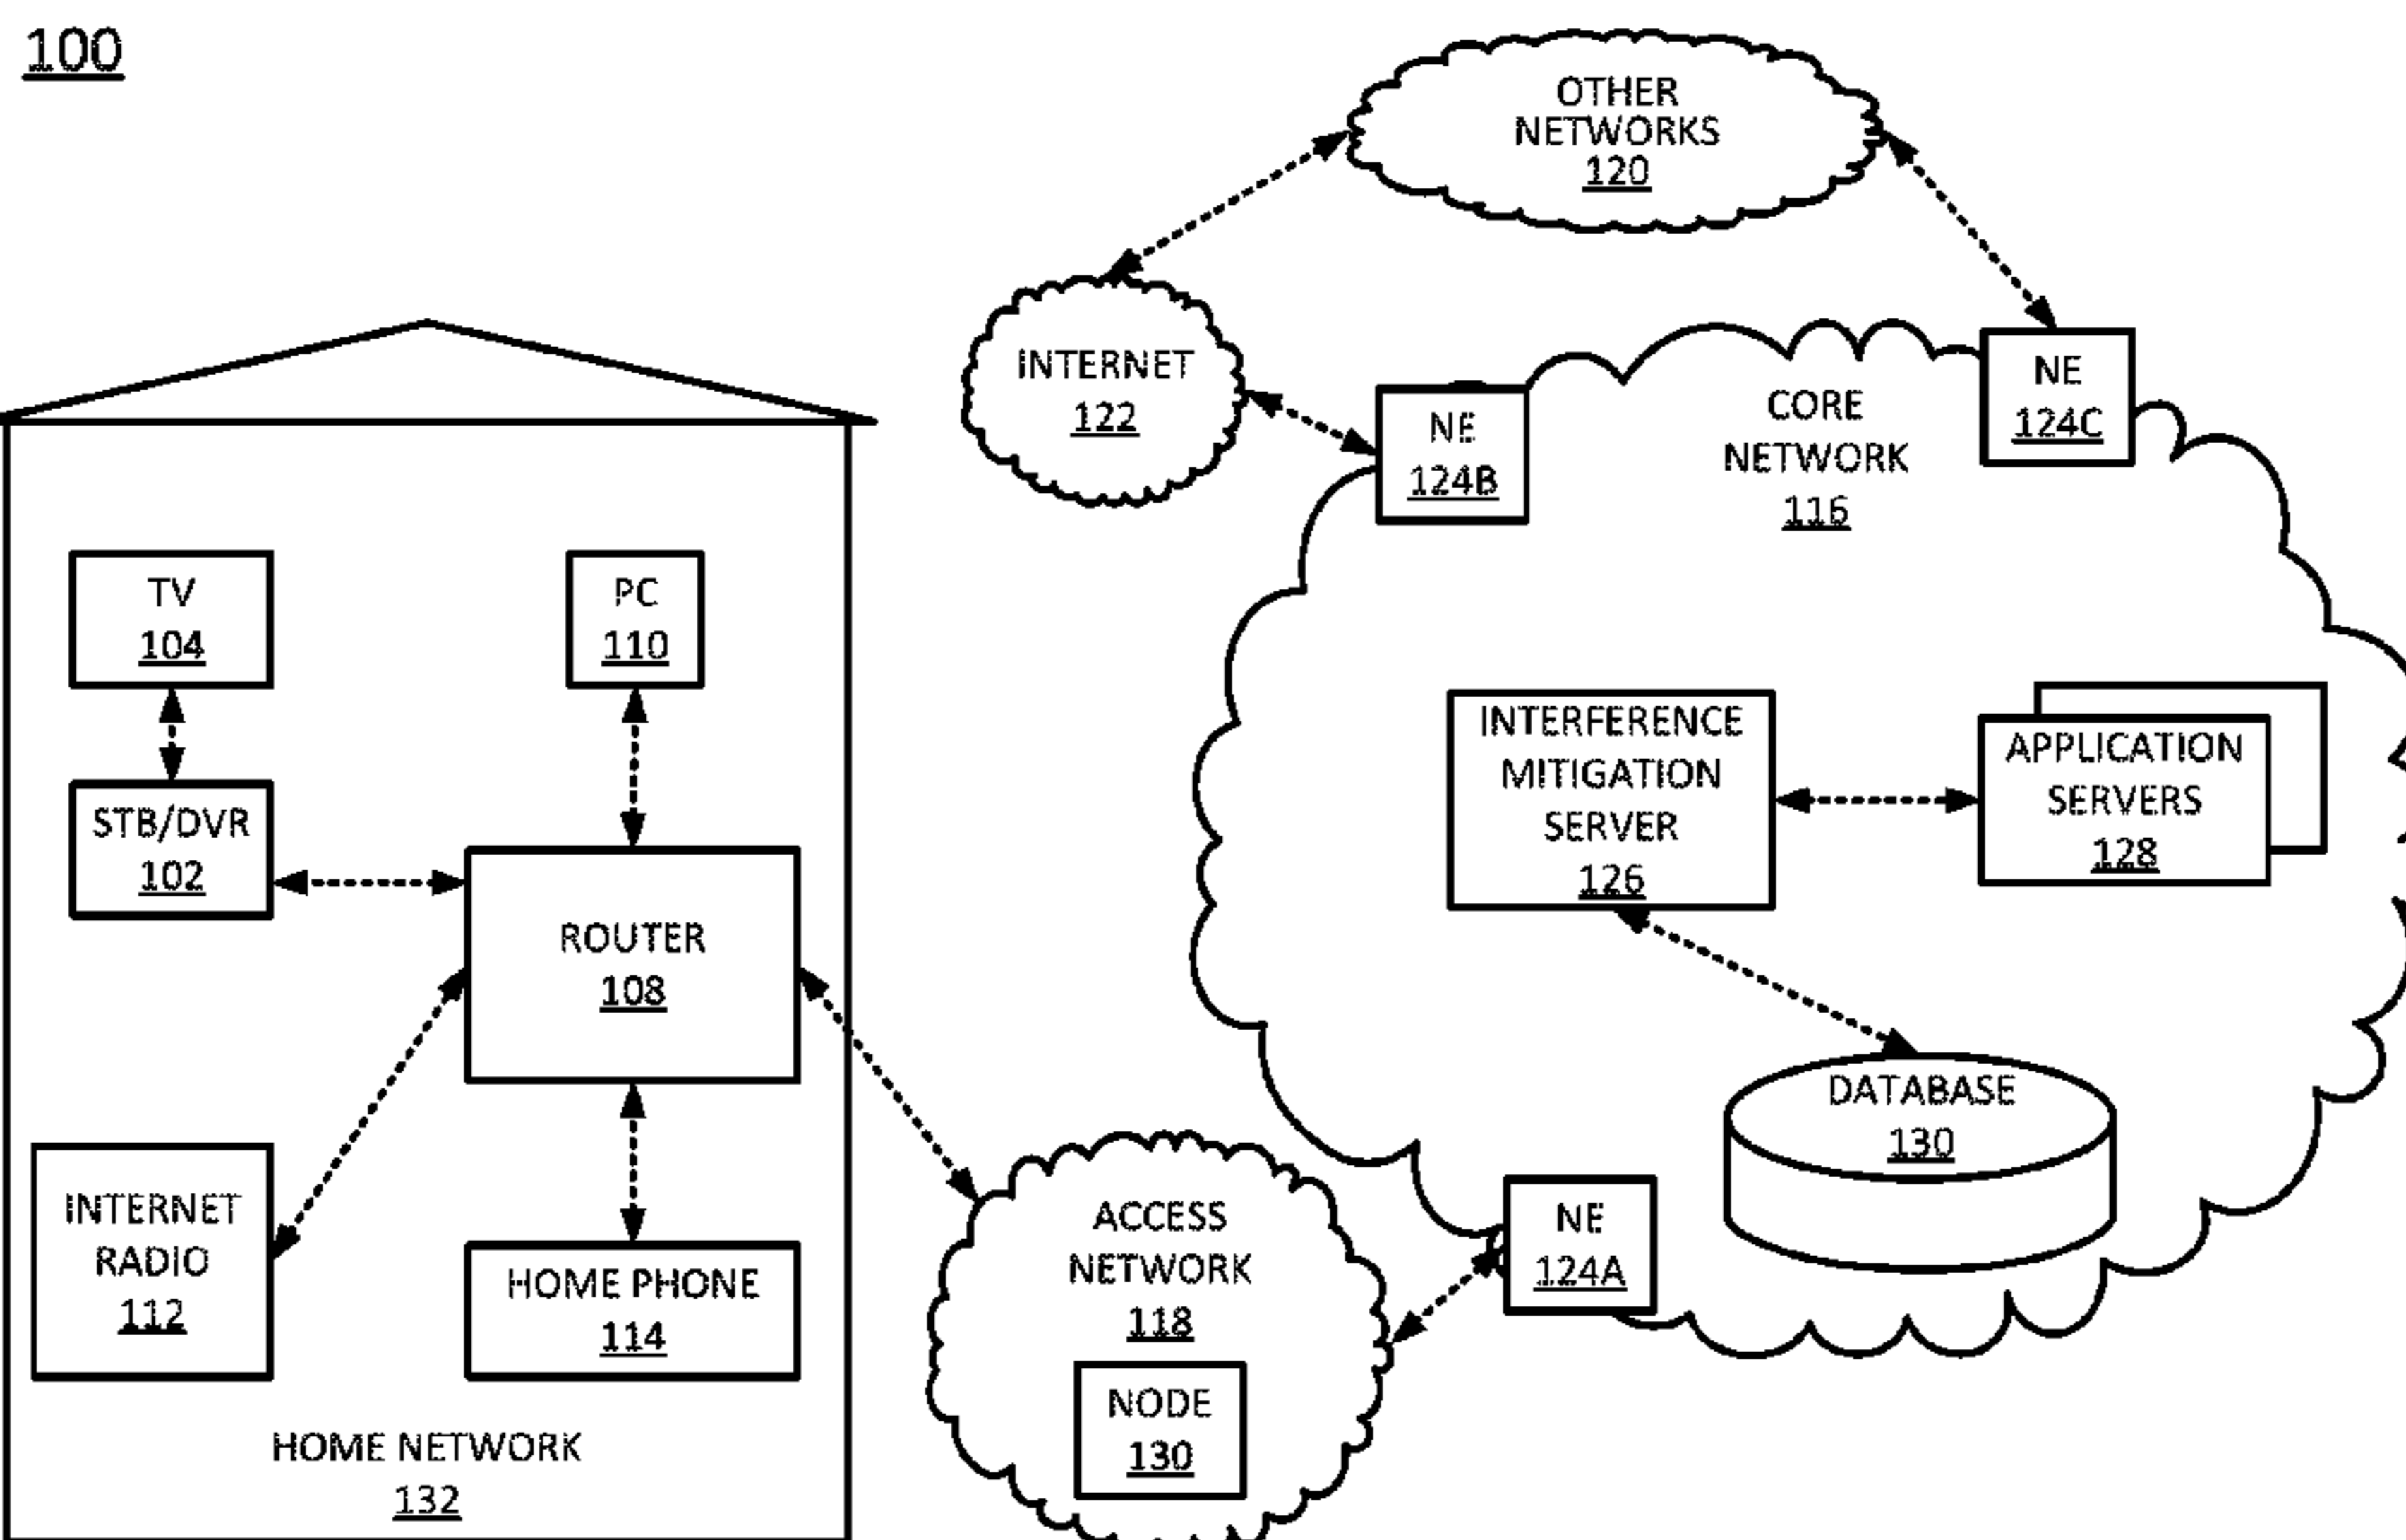 100
OTHER
NETWORKS
120
INTERNET
122
NE
124B
CORE
NETWORK
116
NE
124C
TV
104
PC
110
STB/DVR
102
ROUTER
108
INTERNET
RADIO
112
HOME PHONE
114
HOME NETWORK
132
INTERFERENCE
MITIGATION
SERVER
126
APPLICATION
SERVERS
128
DATABASE
130
NE
124A
ACCESS
NETWORK
118
NODE
130